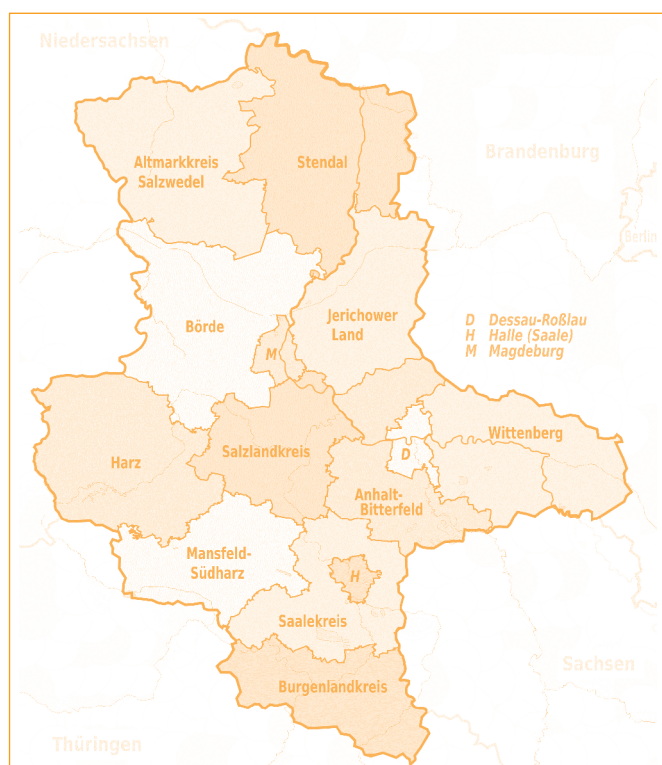 Niedersachsen
Altmarkkreis
Salzwedel
Stendal
Brandenburg
Berlin
Börde
Jerichower
Land
D Dessau-Roßlau
H Halle (Saale)
M Magdeburg
M
Harz
Salzlandkreis
Wittenberg
D
Anhalt-
Bitterfeld
Mansfeld-
Südharz
H
Saalekreis
Sachsen
Burgenlandkreis
Thüringen